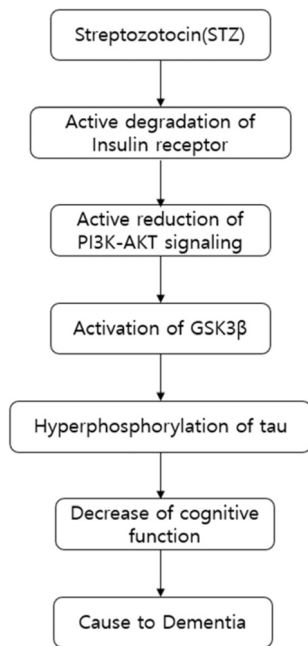 Streptozotocin(STZ)
Active degradation of
Insulin receptor
Active reduction of
PI3K-AKT signaling
Activation of GSK3β
Hyperphosphorylation of tau
Decrease of cognitive
function
Cause to Dementia